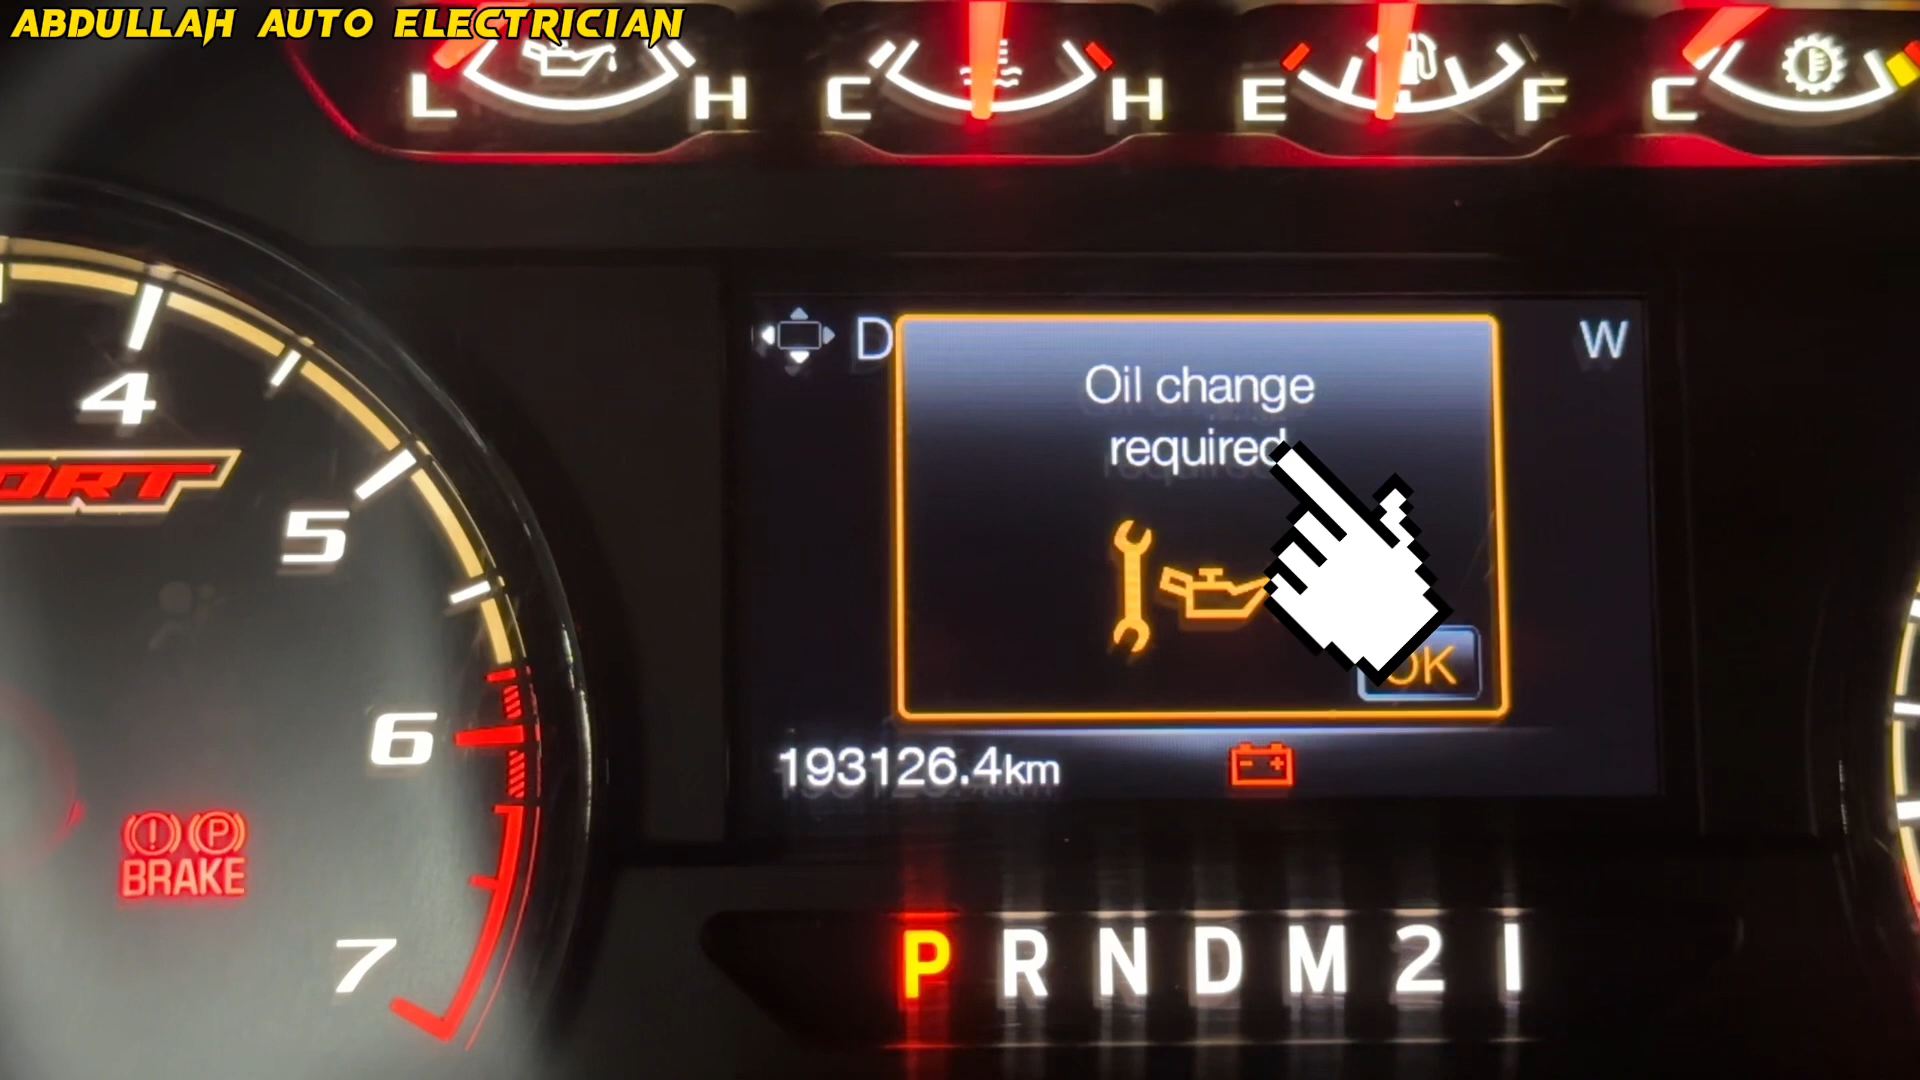 ABDULLAH AUTO ELECTRICIAN
L H C H E F C
D W
Oil change
required
OK
4
5
6
7
193126.4km
BRAKE
P R N D M 2 1